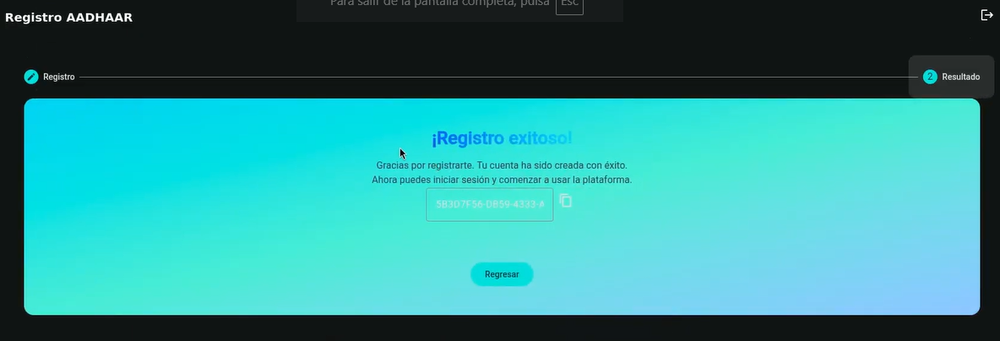 Para salir de la pantalla completa, pulsa Esc
Registro AADHAAR
Registro
2 Resultado
¡Registro exitoso!
Gracias por registrarte. Tu cuenta ha sido creada con éxito.
Ahora puedes iniciar sesión y comenzar a usar la plataforma.
5B3D7F56-DB59-4333-A
Regresar